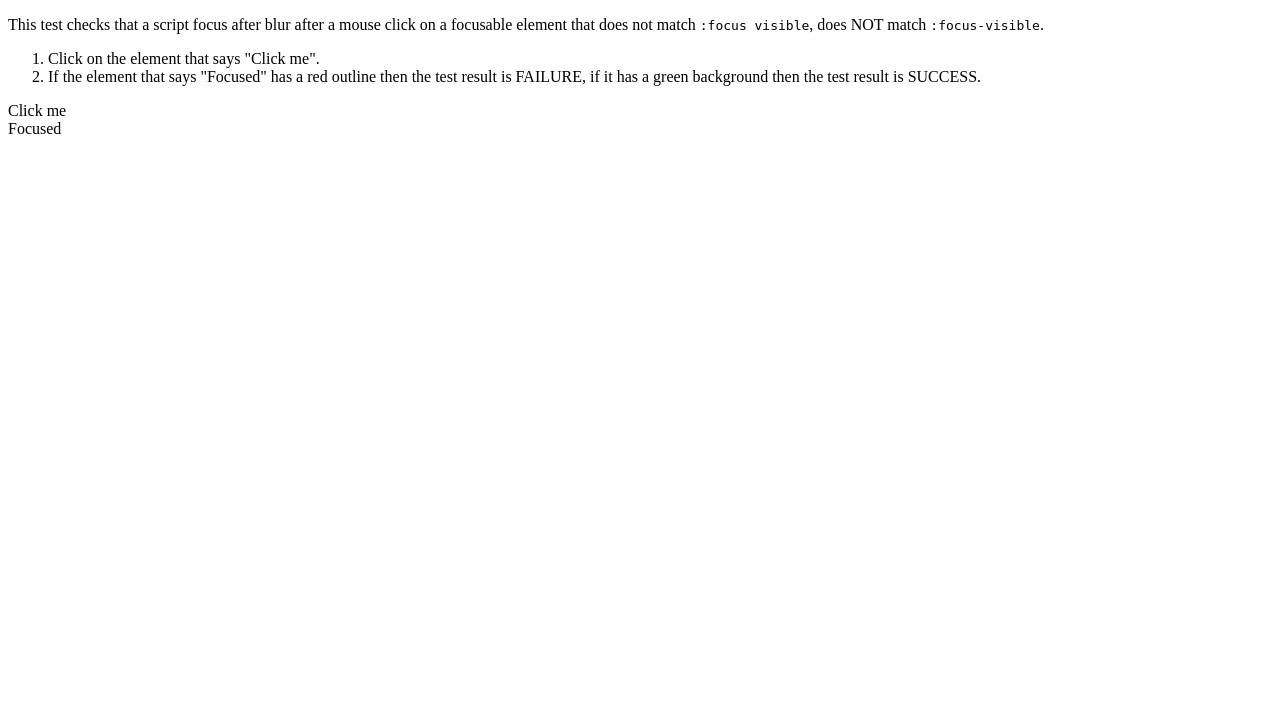 This test checks that a script focus after blur after a mouse click on a focusable element that does not match :focus visible, does NOT match :focus-visible.
1. Click on the element that says "Click me".
2. If the element that says "Focused" has a red outline then the test result is FAILURE, if it has a green background then the test result is SUCCESS.
Click me
Focused